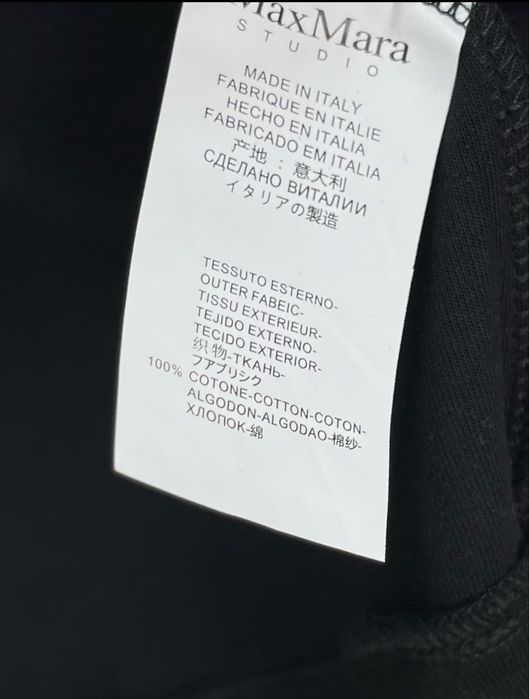 MaxMara
STUDIO
MADE IN ITALY
FABRIQUE EN ITALIE
HECHO EN ITALIA
FABRICADO EM ITALIA
产地 : 意大利
СДЕЛАНО ВИТАЛИИ
イタリアの製造
TESSUTO ESTERNO-
OUTER FABEIC-
TISSU EXTERIEUR-
TEJIDO EXTERNO-
TECIDO EXTERIOR-
织物-ТКАНЬ-
フアブリシク
100% COTONE-COTTON-COTON-
ALGODON-ALGODAO-棉纱-
ХЛОПОК-綿